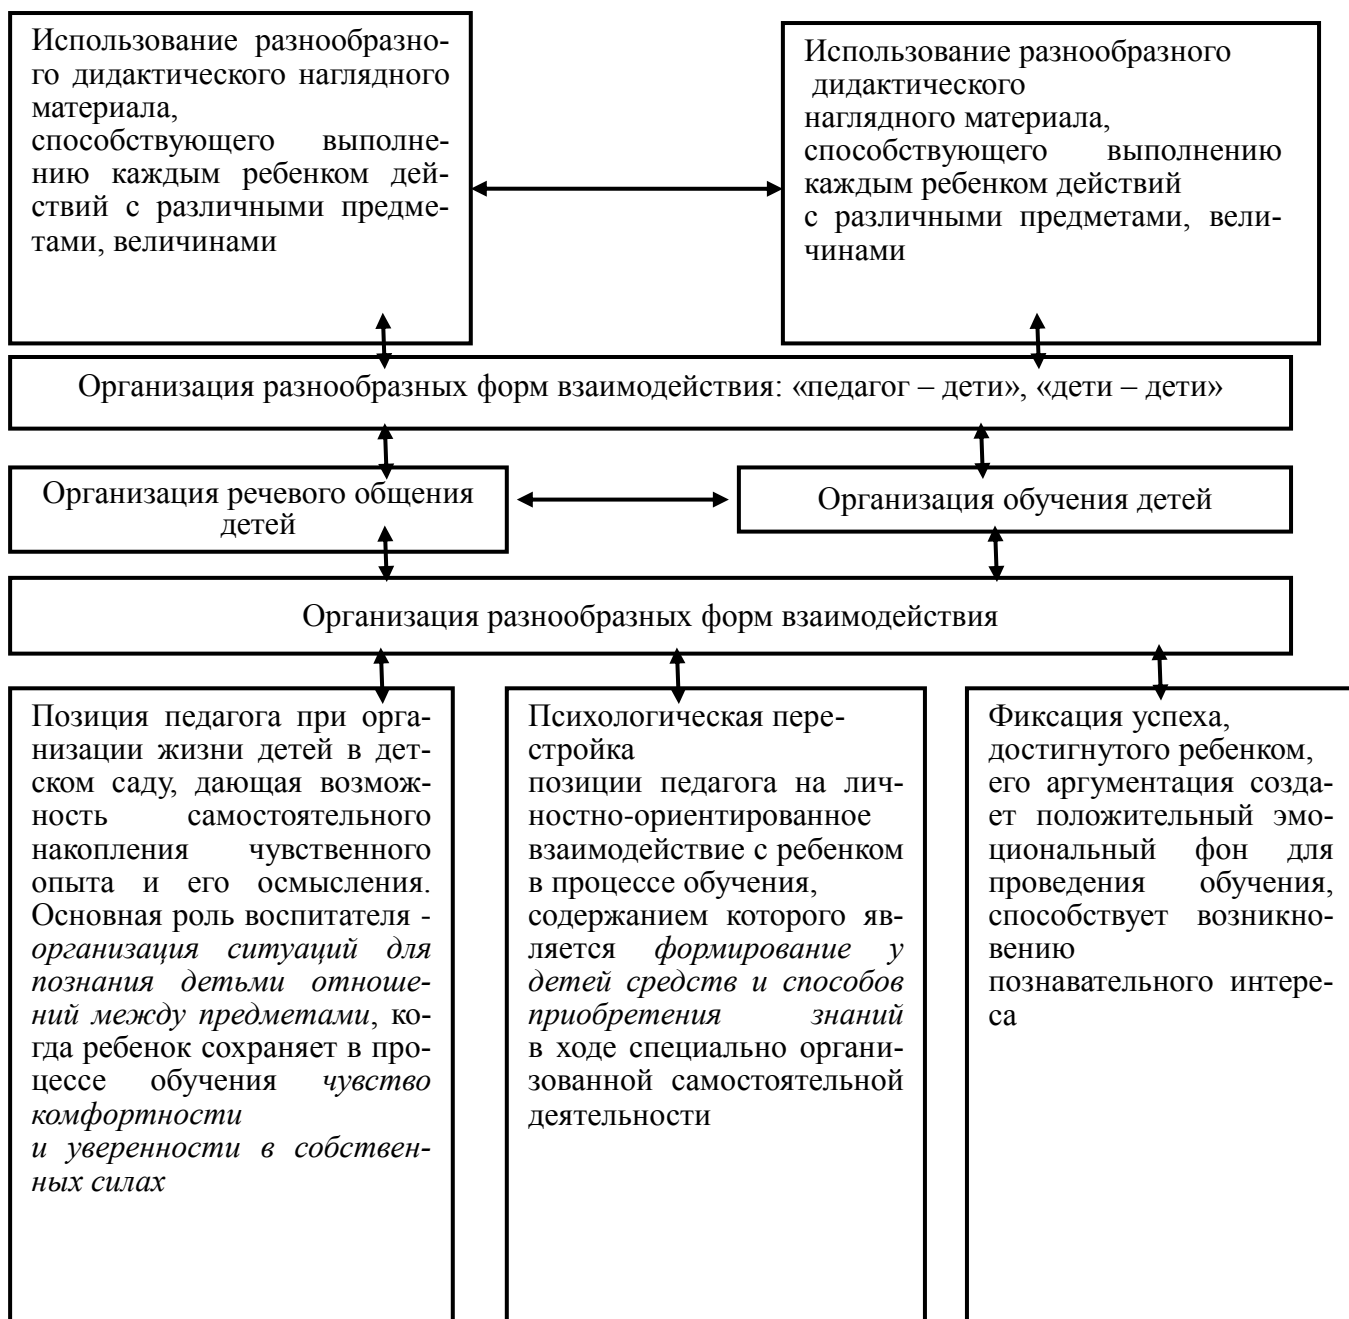 Использование разнообразно-
го дидактического наглядного
материала,
способствующего выполне-
нию каждым ребенком дей-
ствий с различными предме-
тами, величинами
Использование разнообразного
дидактического
наглядного материала,
способствующего выполнению
каждым ребенком действий
с различными предметами, вели-
чинами
Организация разнообразных форм взаимодействия: «педагог – дети», «дети – дети»
Организация речевого общения
детей
Организация обучения детей
Организация разнообразных форм взаимодействия
Позиция педагога при орга-
низации жизни детей в дет-
ском саду, дающая возмож-
ность самостоятельного
накопления чувственного
опыта и его осмысления.
Основная роль воспитателя -
организация ситуаций для
познания детьми отноше-
ний между предметами, ко-
гда ребенок сохраняет в про-
цессе обучения чувство
комфортности
и уверенности в собствен-
ных силах
Психологическая пере-
стройка
позиции педагога на лич-
ностно-ориентированное
взаимодействие с ребенком
в процессе обучения,
содержанием которого яв-
ляется формирование у
детей средств и способов
приобретения знаний
в ходе специально органи-
зованной самостоятельной
деятельности
Фиксация успеха,
достигнутого ребенком,
его аргументация созда-
ет положительный эмо-
циональный фон для
проведения обучения,
способствует возникно-
вению
познавательного интере-
са